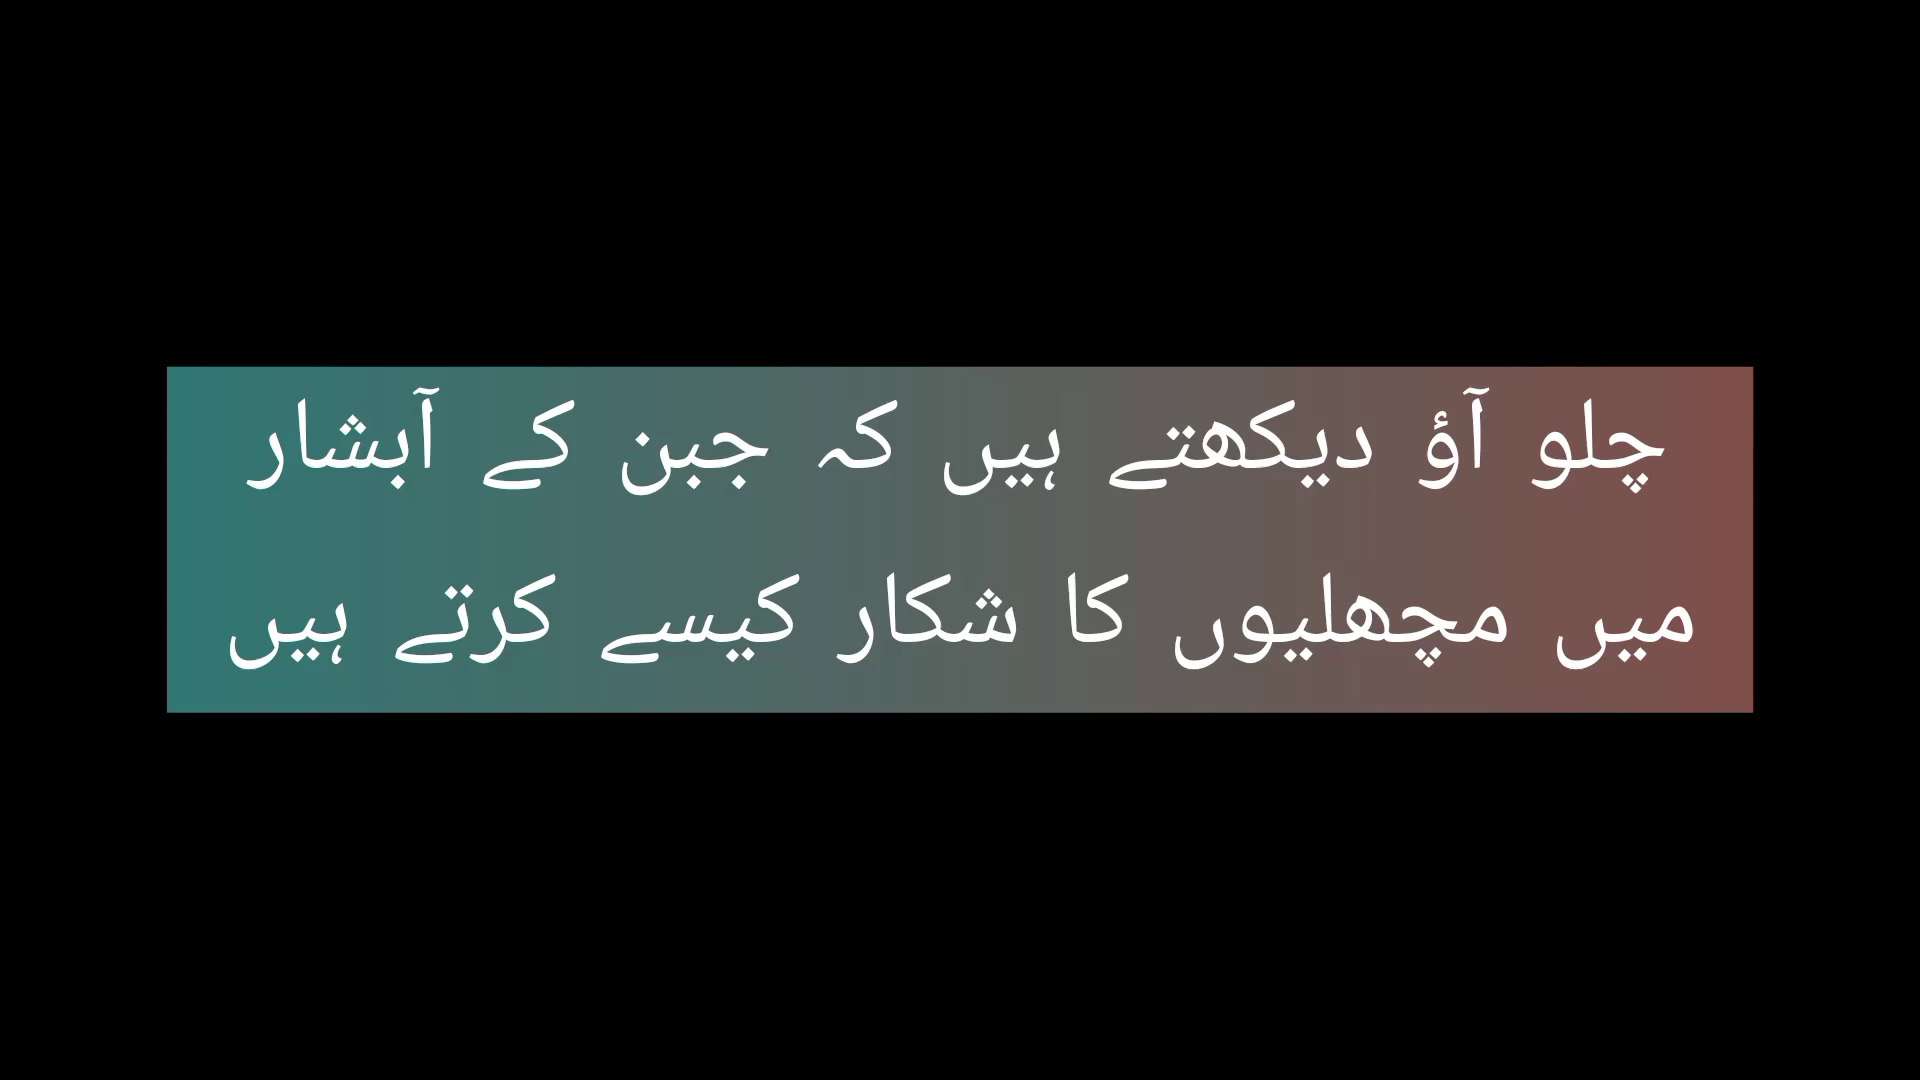 چلو آؤ دیکھتے ہیں کہ جبن کے آبشار
میں مچھلیوں کا شکار کیسے کرتے ہیں